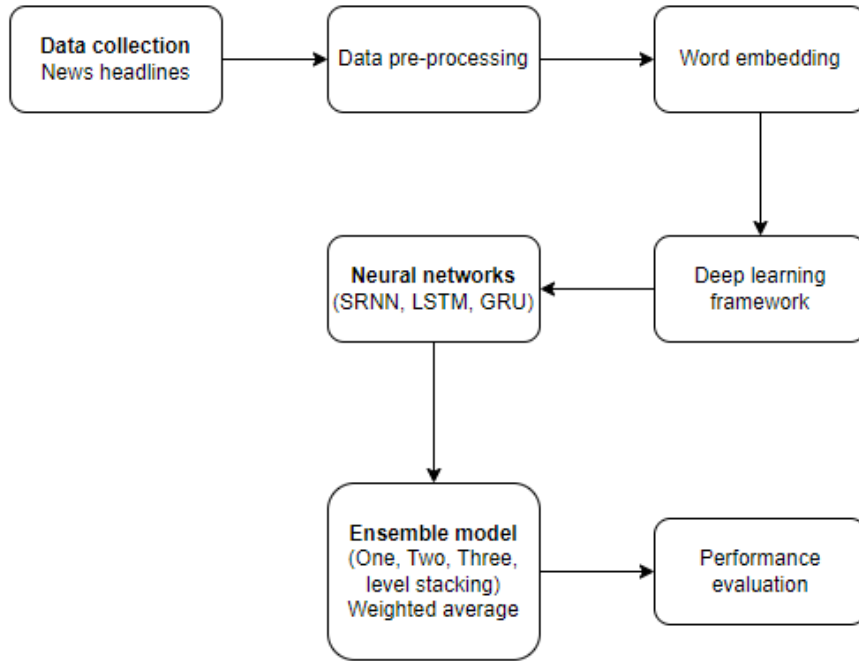 Data collection
News headlines
Data pre-processing
Word embedding
Deep learning
framework
Neural networks
(SRNN, LSTM, GRU)
Ensemble model
(One, Two, Three,
level stacking)
Weighted average
Performance
evaluation